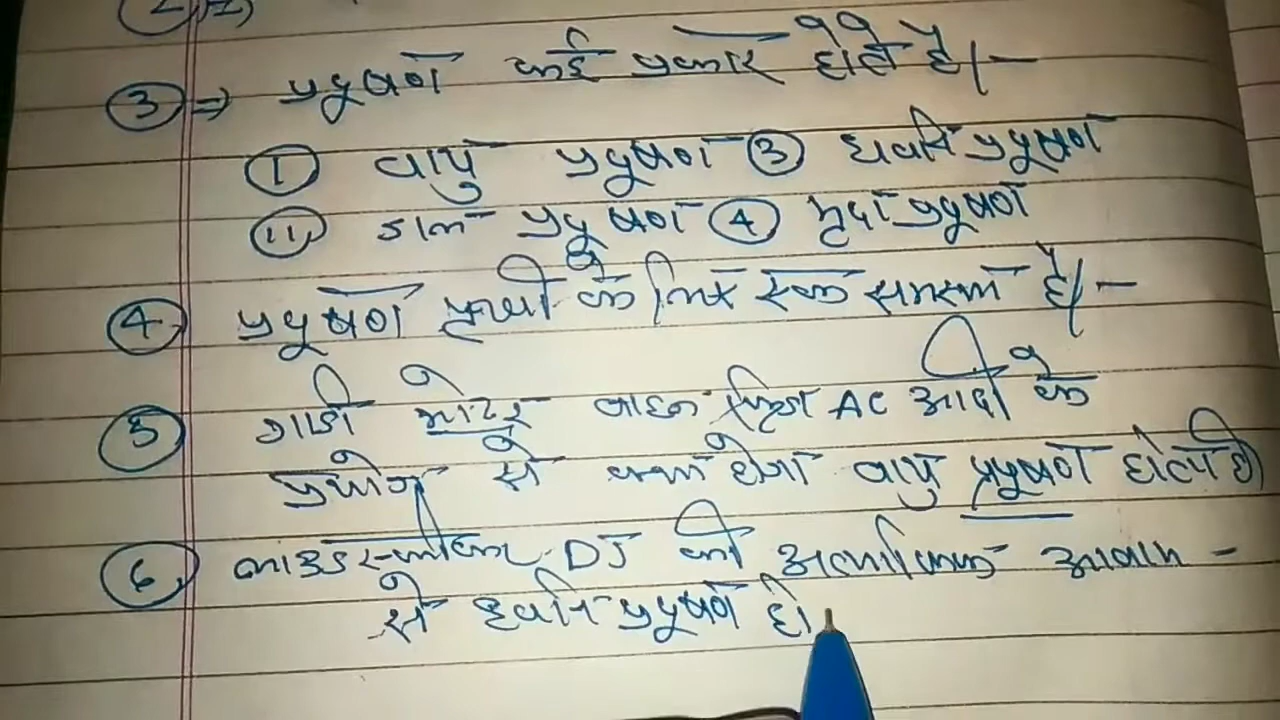 ③ ⇒ प्रदूषण कई प्रकार होते है।-
① वायु प्रदूषण ③ ध्वनि प्रदूषण
⑪ जल प्रदूषण ④ मृदा प्रदूषण
④ प्रदूषण पृथ्वी के लिए एक समस्या है।-
⑤ गाडी मोटर वाहन फ्रिज AC आदी के
प्रयोग से वायु प्रदूषण होता है
⑥ लाउडस्पीकर DJ की अत्याधिक आवाज -
से ध्वनि प्रदूषण हो